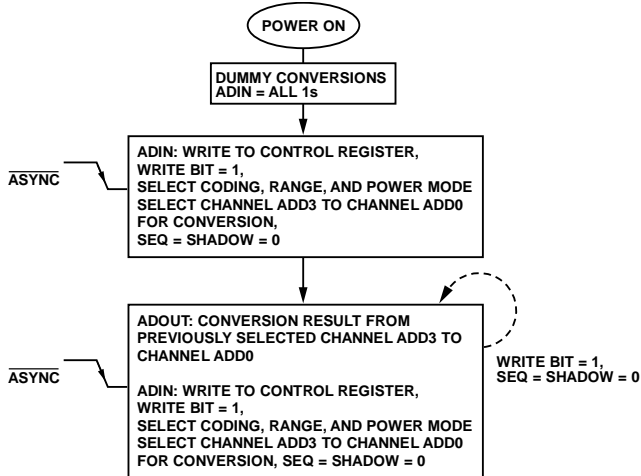 POWER ON
DUMMY CONVERSIONS
ADIN = ALL 1s
ASYNC
ADIN: WRITE TO CONTROL REGISTER,
WRITE BIT = 1,
SELECT CODING, RANGE, AND POWER MODE
SELECT CHANNEL ADD3 TO CHANNEL ADD0
FOR CONVERSION,
SEQ = SHADOW = 0
ASYNC
ADOUT: CONVERSION RESULT FROM
PREVIOUSLY SELECTED CHANNEL ADD3 TO
CHANNEL ADD0
ADIN: WRITE TO CONTROL REGISTER,
WRITE BIT = 1,
SELECT CODING, RANGE, AND POWER MODE
SELECT CHANNEL ADD3 TO CHANNEL ADD0
FOR CONVERSION, SEQ = SHADOW = 0
WRITE BIT = 1,
SEQ = SHADOW = 0